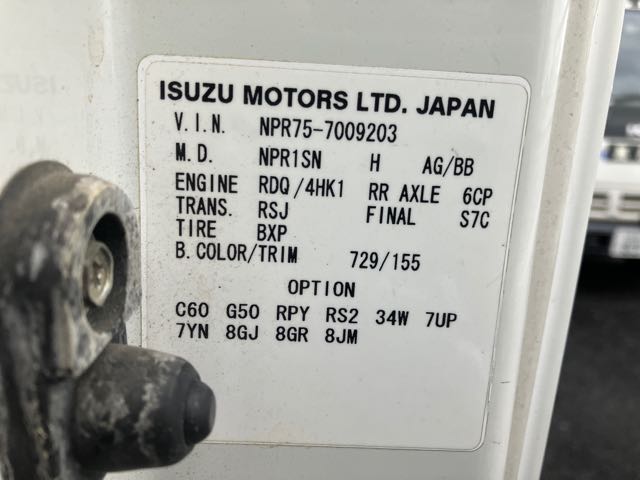 ISUZU MOTORS LTD. JAPAN
V.I.N. NPR75-7009203
M.D. NPR1SN H AG/BB
ENGINE RDQ/4HK1 RR AXLE 6CP
TRANS. RSJ FINAL S7C
TIRE BXP
B.COLOR/TRIM 729/155
OPTION
C60 G50 RPY RS2 34W 7UP
7YN 8GJ 8GR 8JM